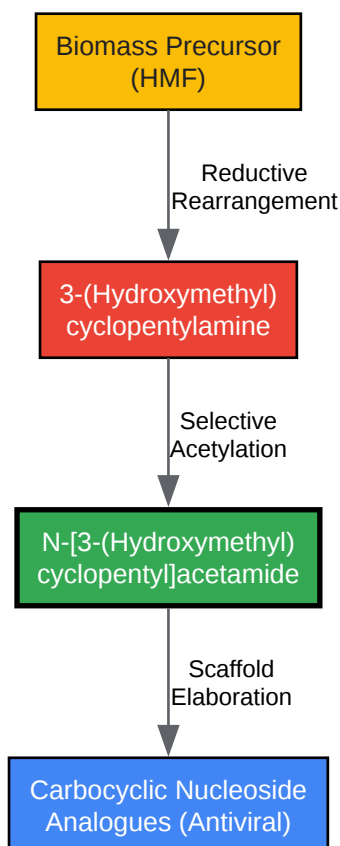 Biomass Precursor
(HMF)
Reductive
Rearrangement
3-(Hydroxymethyl)
cyclopentylamine
Selective
Acetylation
N-[3-(Hydroxymethyl)
cyclopentyl]acetamide
Scaffold
Elaboration
Carbocyclic Nucleoside
Analogues (Antiviral)